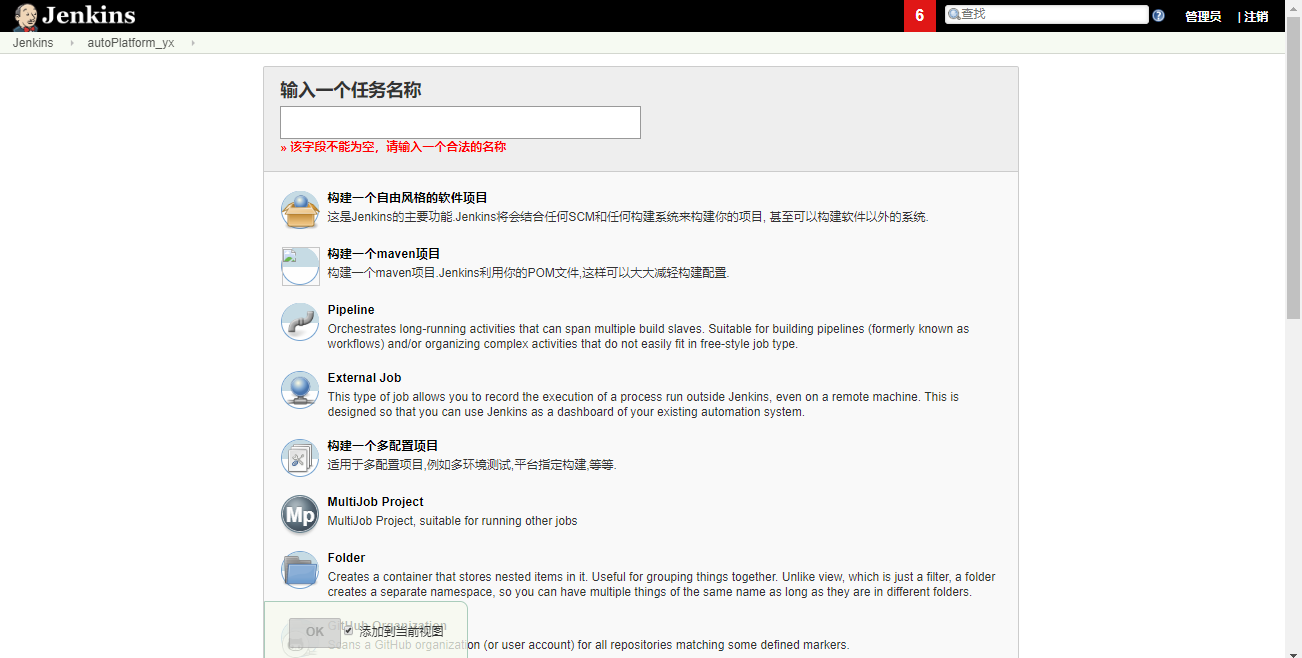 Jenkins
6
查找
管理员
| 注销
Jenkins
autoPlatform_yx
输入一个任务名称
» 该字段不能为空，请输入一个合法的名称
构建一个自由风格的软件项目
这是Jenkins的主要功能.Jenkins将会结合任何SCM和任何构建系统来构建你的项目, 甚至可以构建软件以外的系统.
构建一个maven项目
构建一个maven项目.Jenkins利用你的POM文件,这样可以大大减轻构建配置.
Pipeline
Orchestrates long-running activities that can span multiple build slaves. Suitable for building pipelines (formerly known as
workflows) and/or organizing complex activities that do not easily fit in free-style job type.
External Job
This type of job allows you to record the execution of a process run outside Jenkins, even on a remote machine. This is
designed so that you can use Jenkins as a dashboard of your existing automation system.
构建一个多配置项目
适用于多配置项目,例如多环境测试,平台指定构建,等等.
Mp
MultiJob Project
MultiJob Project, suitable for running other jobs
Folder
Creates a container that stores nested items in it. Useful for grouping things together. Unlike view, which is just a filter, a folder
creates a separate namespace, so you can have multiple things of the same name as long as they are in different folders.
GitHub Organization
OK
添加到当前视图
Scans a GitHub organization (or user account) for all repositories matching some defined markers.